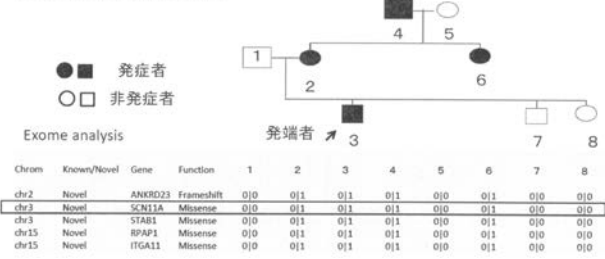 4 5
1
2 6
●■ 発症者
○□ 非発症者
Exome analysis
発端者 3 7 8
Chrom Known/Novel Gene Function 1 2 3 4 5 6 7 8
chr2 Novel ANKRD23 Frameshift 0|0 0|1 0|1 0|1 0|0 0|1 0|0 0|0
chr3 Novel SCN11A Missense 0|0 0|1 0|1 0|1 0|0 0|1 0|0 0|0
chr3 Novel STAB1 Missense 0|0 0|1 0|1 0|1 0|0 0|1 0|0 0|0
chr15 Novel RPAP1 Missense 0|0 0|1 0|1 0|1 0|0 0|1 0|0 0|0
chr15 Novel ITGA11 Missense 0|0 0|1 0|1 0|1 0|0 0|1 0|0 0|0